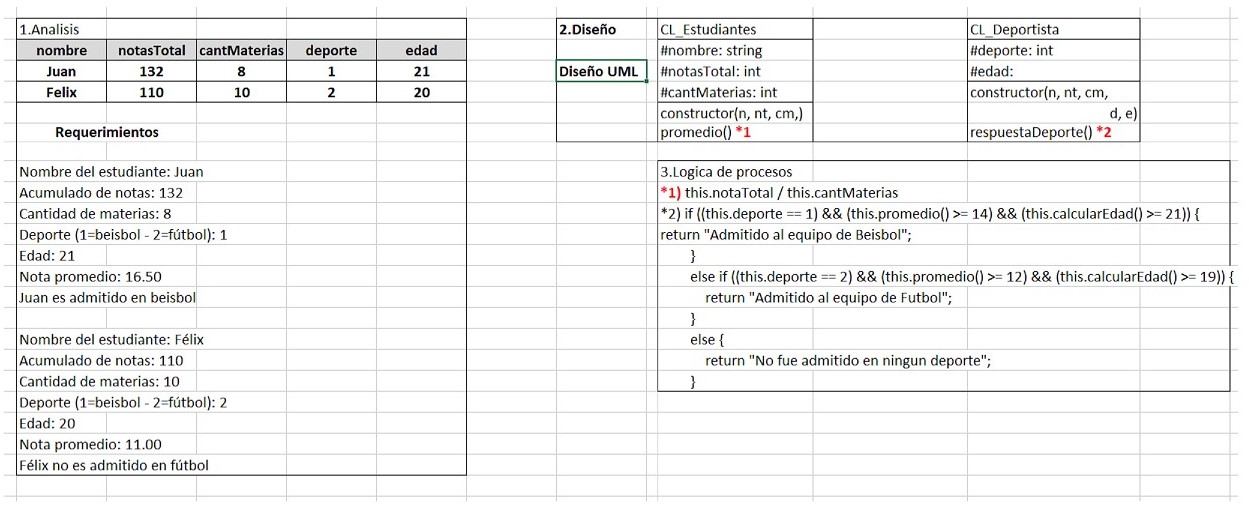 1.Analisis
nombre notasTotal cantMaterias deporte edad
Juan 132 8 1 21
Felix 110 10 2 20
Requerimientos
Nombre del estudiante: Juan
Acumulado de notas: 132
Cantidad de materias: 8
Deporte (1=beisbol - 2=fútbol): 1
Edad: 21
Nota promedio: 16.50
Juan es admitido en beisbol
Nombre del estudiante: Félix
Acumulado de notas: 110
Cantidad de materias: 10
Deporte (1=beisbol - 2=fútbol): 2
Edad: 20
Nota promedio: 11.00
Félix no es admitido en fútbol
2.Diseño
Diseño UML
CL_Estudiantes
#nombre: string
#notasTotal: int
#cantMaterias: int
constructor(n, nt, cm,)
promedio() *1
CL_Deportista
#deporte: int
#edad:
constructor(n, nt, cm,
d, e)
respuestaDeporte() *2
3.Logica de procesos
*1) this.notaTotal / this.cantMaterias
*2) if ((this.deporte == 1) && (this.promedio() >= 14) && (this.calcularEdad() >= 21)) {
return "Admitido al equipo de Beisbol";
}
else if ((this.deporte == 2) && (this.promedio() >= 12) && (this.calcularEdad() >= 19)) {
return "Admitido al equipo de Futbol";
}
else {
return "No fue admitido en ningun deporte";
}